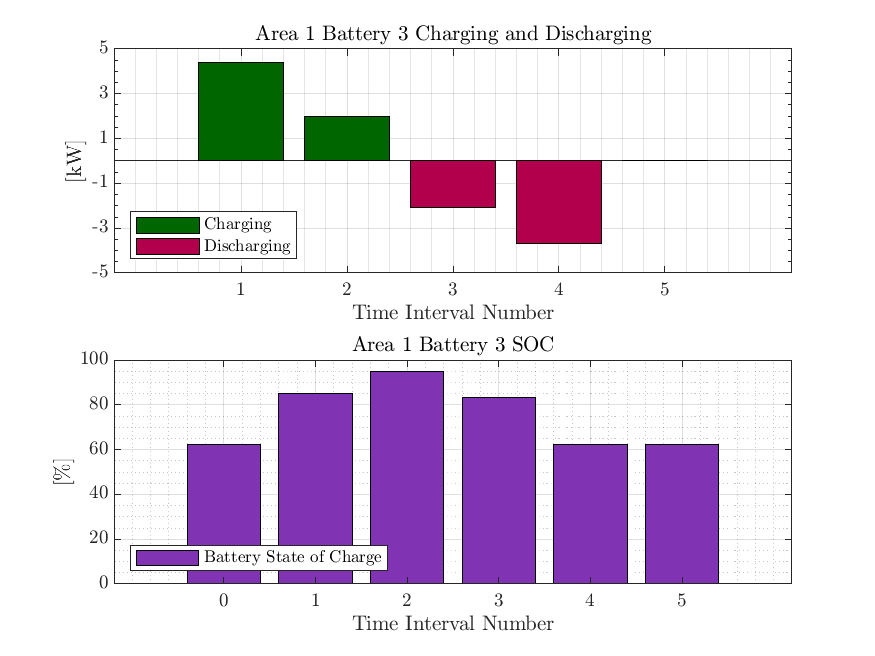 Area 1 Battery 3 Charging and Discharging
5
3
1
-1
-3
-5
[kW]
Charging
Discharging
1 2 3 4 5
Time Interval Number
Area 1 Battery 3 SOC
100
80
60
40
20
0
[%]
Battery State of Charge
0 1 2 3 4 5
Time Interval Number